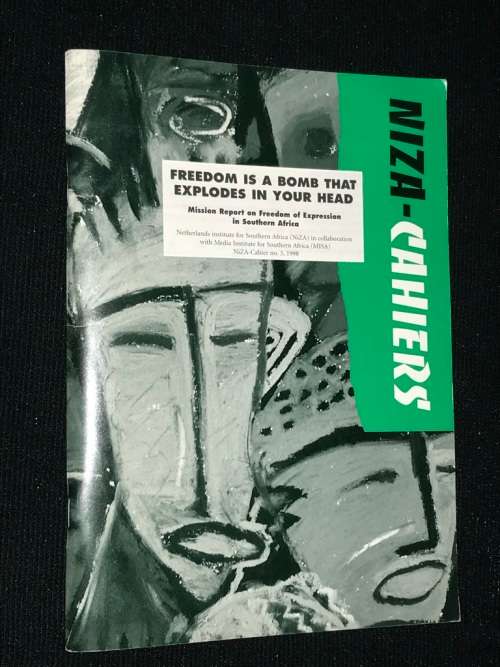 FREEDOM IS A BOMB THAT
EXPLODES IN YOUR HEAD
Mission Report on Freedom of Expression
in Southern Africa
Netherlands institute for Southern Africa (NiZA) in collaboration
with Media Institute for Southern Africa (MISA)
NiZA-Cahier no. 3, 1998
NIZA-CAHIERS